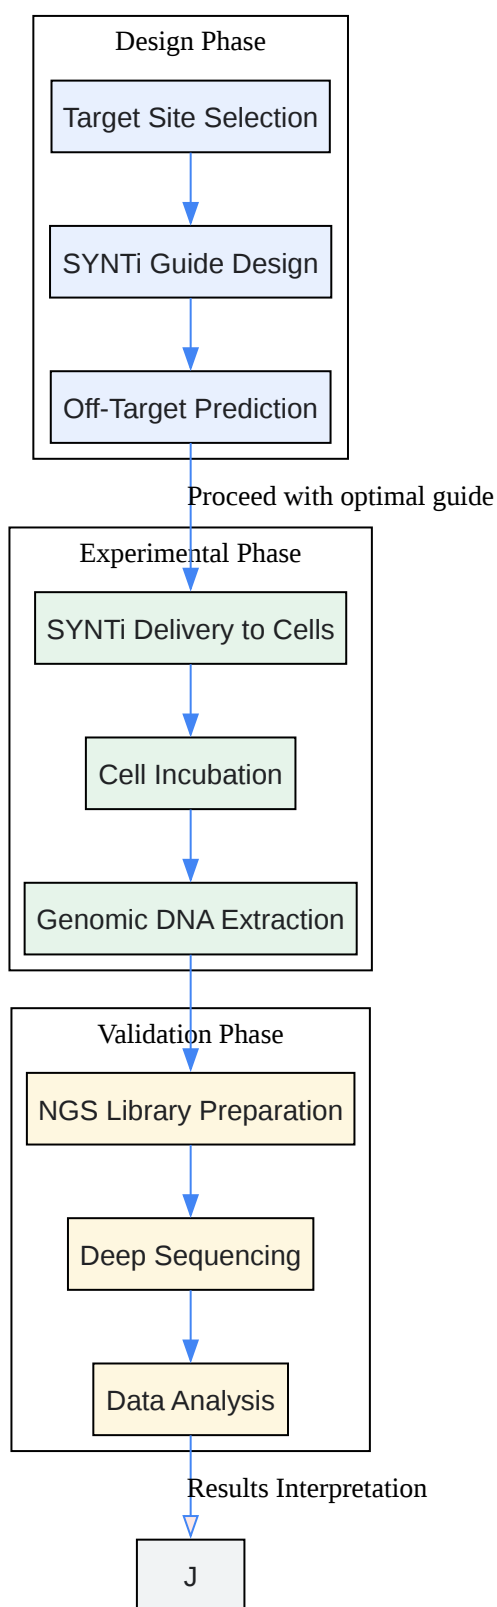 Design Phase
Target Site Selection
SYNTi Guide Design
Off-Target Prediction
Proceed with optimal guide
Experimental Phase
SYNTi Delivery to Cells
Cell Incubation
Genomic DNA Extraction
Validation Phase
NGS Library Preparation
Deep Sequencing
Data Analysis
Results Interpretation
J